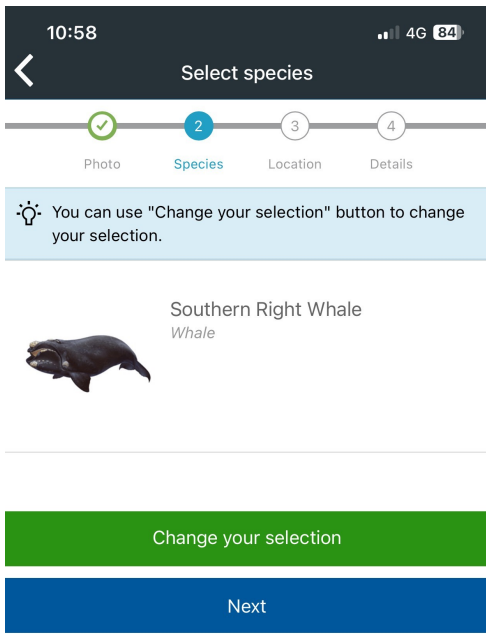 10:58
4G 84
Select species
2
3
4
Photo
Species
Location
Details
You can use "Change your selection" button to change
your selection.
Southern Right Whale
Whale
Change your selection
Next